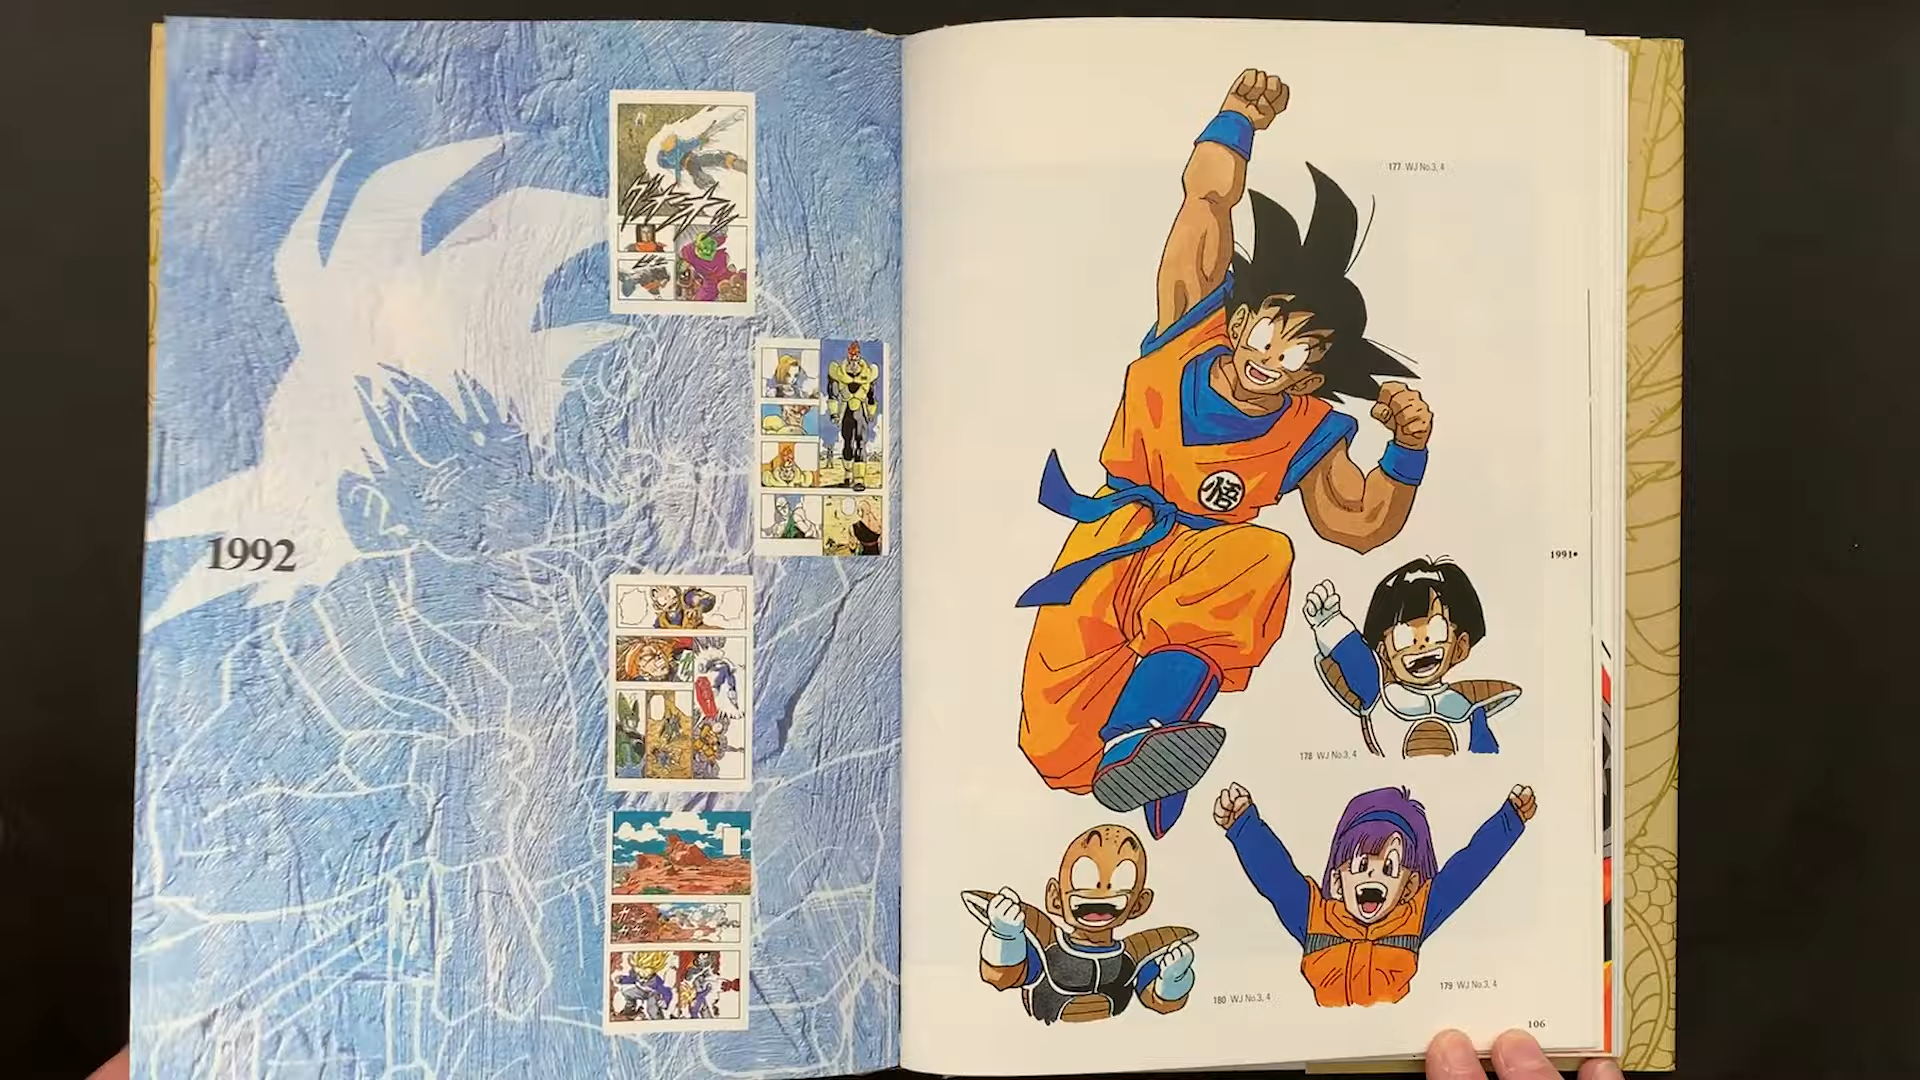 1992
177 WJ No.3, 4
悟
1991•
178 WJ No.3, 4
179 WJ No.3, 4
180 WJ No.3, 4
106